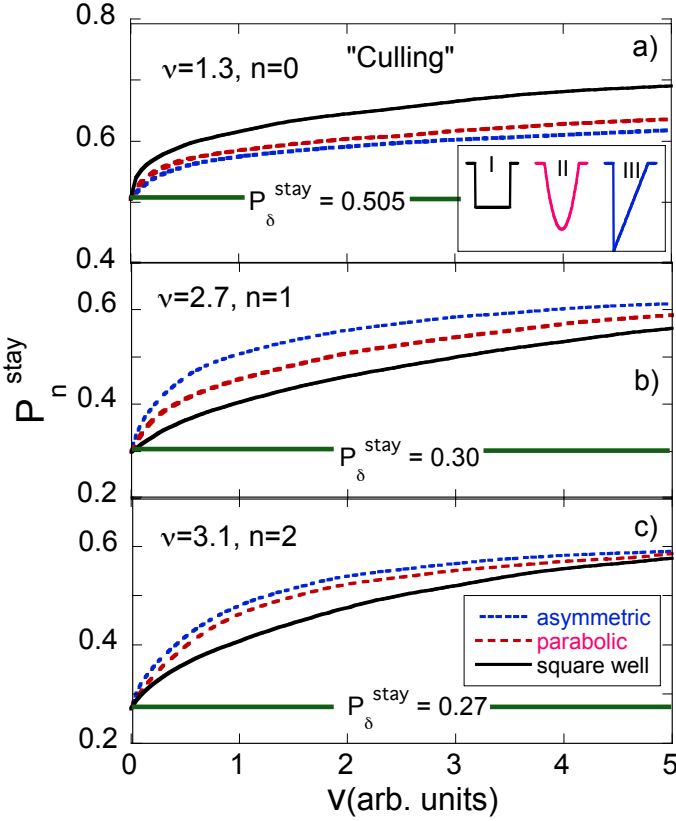 0.8
ν=1.3, n=0
"Culling"
a)
0.6
P_δ^stay = 0.505
I
II
III
0.4
ν=2.7, n=1
0.6
0.4
b)
P_δ^stay = 0.30
0.2
P_n^stay
ν=3.1, n=2
c)
0.6
0.4
asymmetric
parabolic
square well
P_δ^stay = 0.27
0.2
0 1 2 3 4 5
v(arb. units)